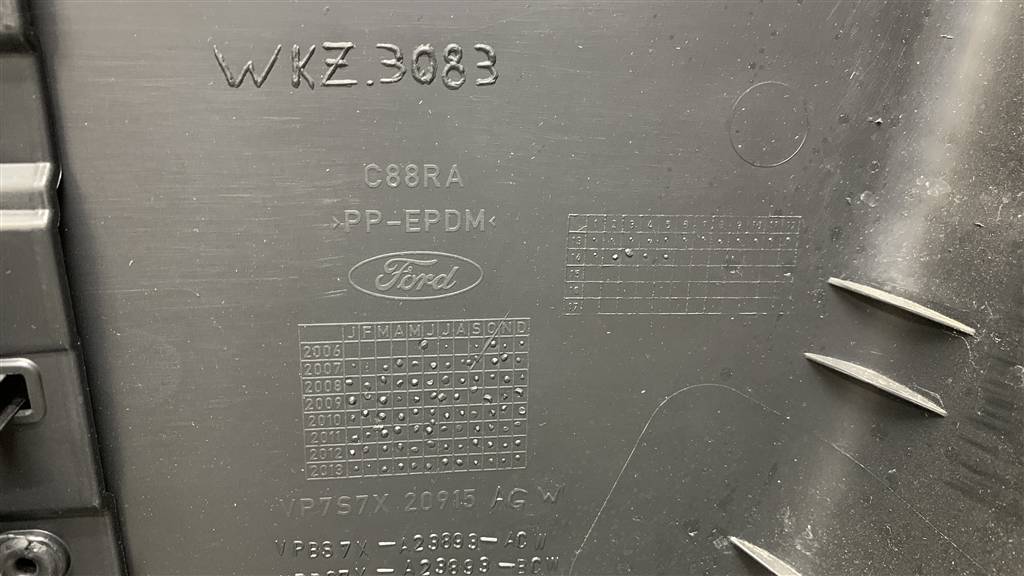 WKZ.3083
C88RA
>PP-EPDM<
Ford
J F M A M J J A S O N D
2006
2007
2008
2009
2010
2011
2012
2013
VP7S7X 20915 AG W
VPBS7X-A23893-ACW